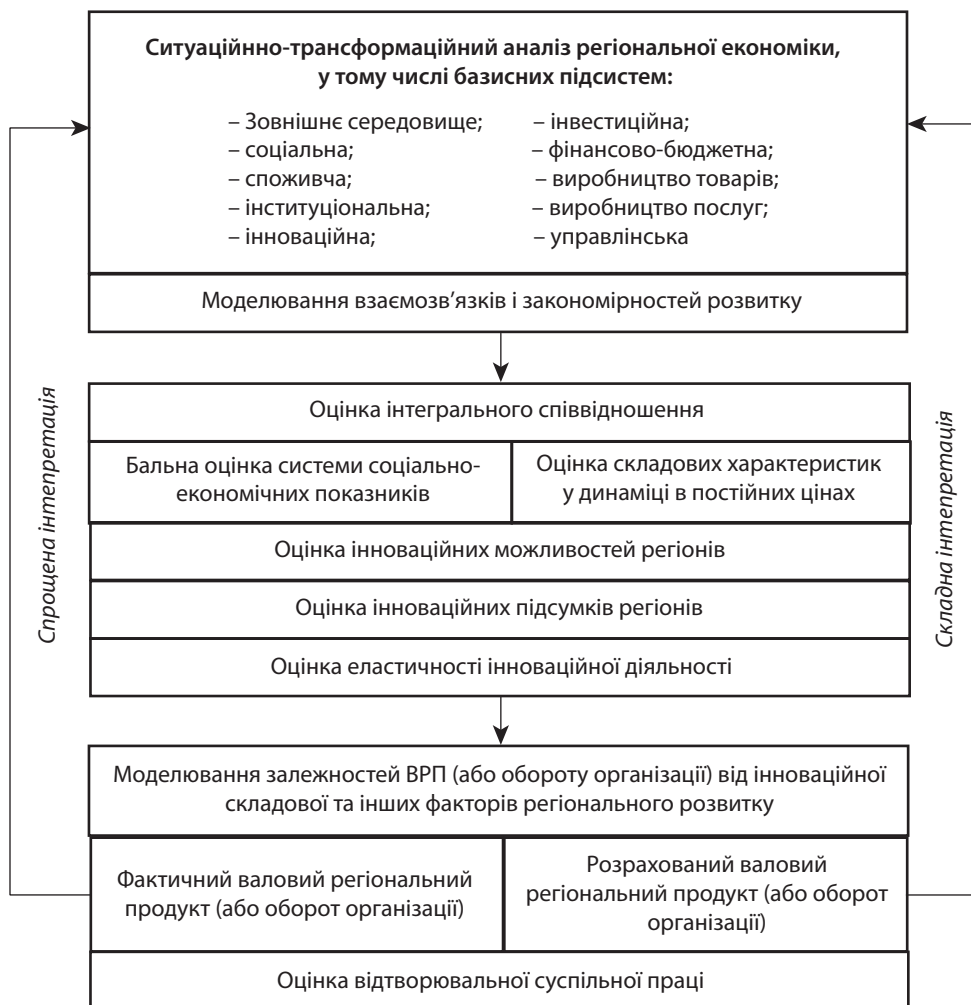 Ситуаційнно-трансформаційний аналіз регіональної економіки,
у тому числі базисних підсистем:
– Зовнішнє середовище;
– соціальна;
– споживча;
– інституціональна;
– інноваційна;
– інвестиційна;
– фінансово-бюджетна;
– виробництво товарів;
– виробництво послуг;
– управлінська
Моделювання взаємозв'язків і закономірностей розвитку
Спрощена інтепретація
Складна інтепретація
Оцінка інтегрального співвідношення
Бальна оцінка системи соціально-
економічних показників
Оцінка складових характеристик
у динаміці в постійних цінах
Оцінка інноваційних можливостей регіонів
Оцінка інноваційних підсумків регіонів
Оцінка еластичності інноваційної діяльності
Моделювання залежностей ВРП (або обороту організації) від інноваційної
складової та інших факторів регіонального розвитку
Фактичний валовий регіональний
продукт (або оборот організації)
Розрахований валовий
регіональний продукт (або оборот
організації)
Оцінка відтворювальної суспільної праці